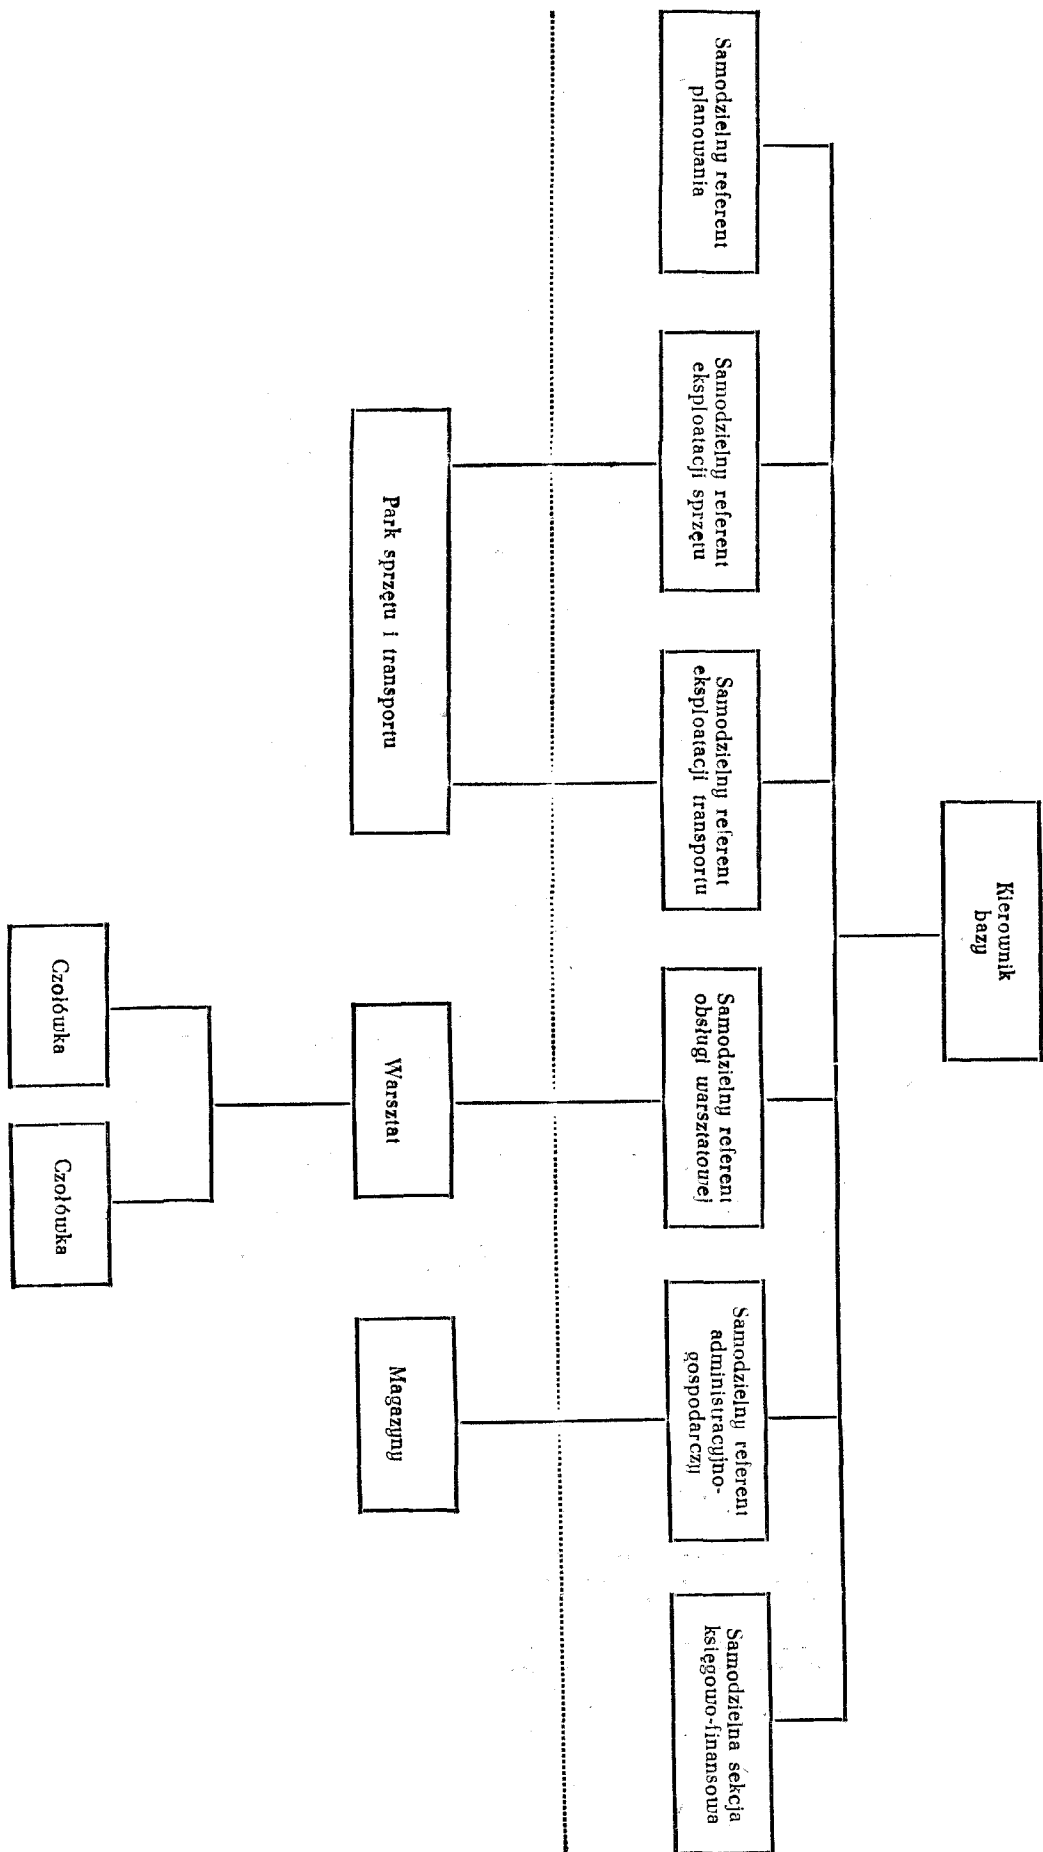 Kierownik
bazy
Samodzielny referent
planowania
Samodzielny referent
eksploatacji sprzętu
Samodzielny referent
eksploatacji transportu
Samodzielny referent
obsługi warsztatowej
Samodzielny referent
administracyjno-
gospodarczy
Samodzielna sekcja
księgowo-finansowa
Park sprzętu i transportu
Warsztat
Magazyny
Czołówka
Czołówka